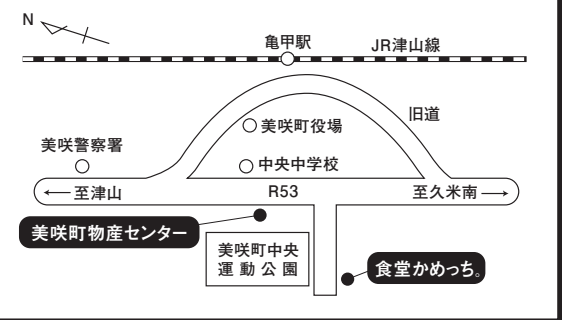 N
亀甲駅
JR津山線
旧道
美咲町役場
美咲警察署
中央中学校
←至津山
R53
至久米南→
美咲町物産センター
美咲町中央
運動公園
食堂かめっち。